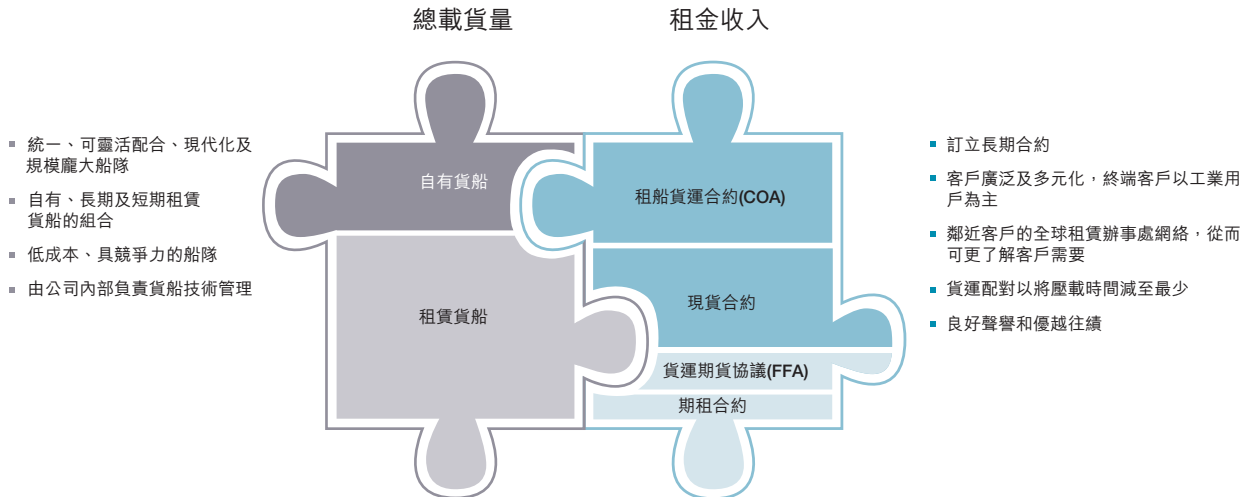 總載貨量
租金收入
統一、可靈活配合、現代化及
規模龐大船隊
自有、長期及短期租賃
貨船的組合
低成本、具競爭力的船隊
由公司內部負責貨船技術管理
自有貨船
租賃貨船
租船貨運合約(COA)
現貨合約
貨運期貨協議(FFA)
期租合約
訂立長期合約
客戶廣泛及多元化，終端客戶以工業用
戶為主
鄰近客戶的全球租賃辦事處網絡，從而
可更了解客戶需要
貨運配對以將壓載時間減至最少
良好聲譽和優越往績